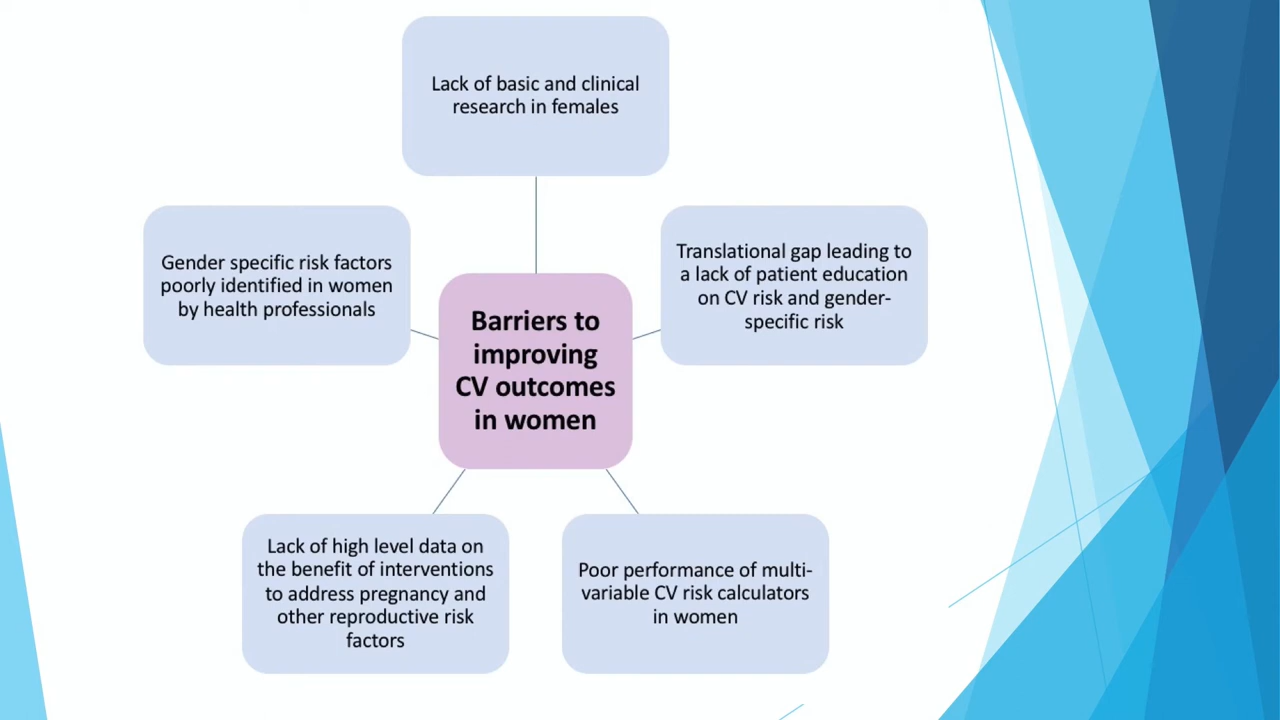 Lack of basic and clinical
research in females
Gender specific risk factors
poorly identified in women
by health professionals
Translational gap leading to
a lack of patient education
on CV risk and gender-
specific risk
Barriers to
improving
CV outcomes
in women
Lack of high level data on
the benefit of interventions
to address pregnancy and
other reproductive risk
factors
Poor performance of multi-
variable CV risk calculators
in women